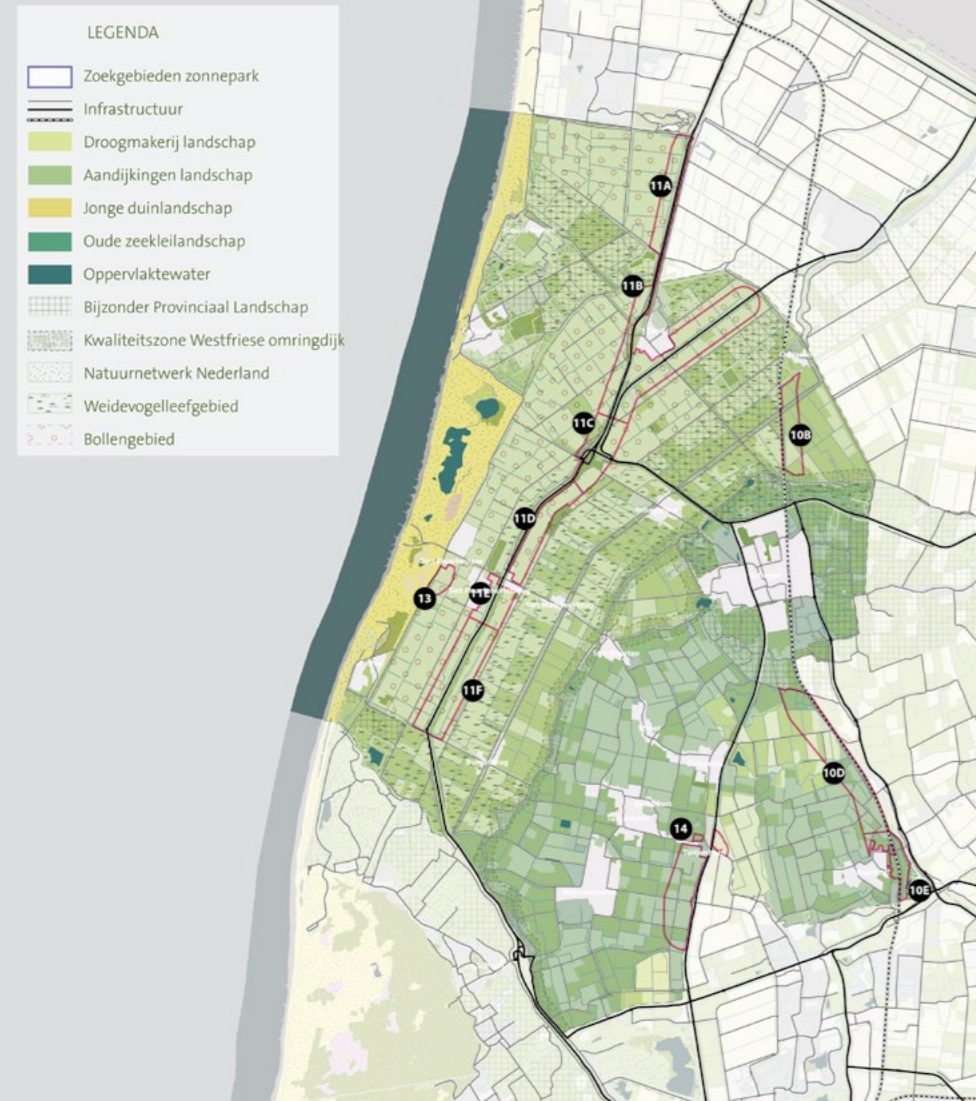 LEGENDA
Zoekgebieden zonnepark
Infrastructuur
Droogmakerij landschap
Aandijkingen landschap
Jonge duinlandschap
Oude zeekleilandschap
Oppervlaktewater
Bijzonder Provinciaal Landschap
Kwaliteitszone Westfriese omringdijk
Natuurnetwerk Nederland
Weidevogelleefgebied
Bollengebied
11A
11B
11C
10B
11D
13
11E
11F
10D
14
10E